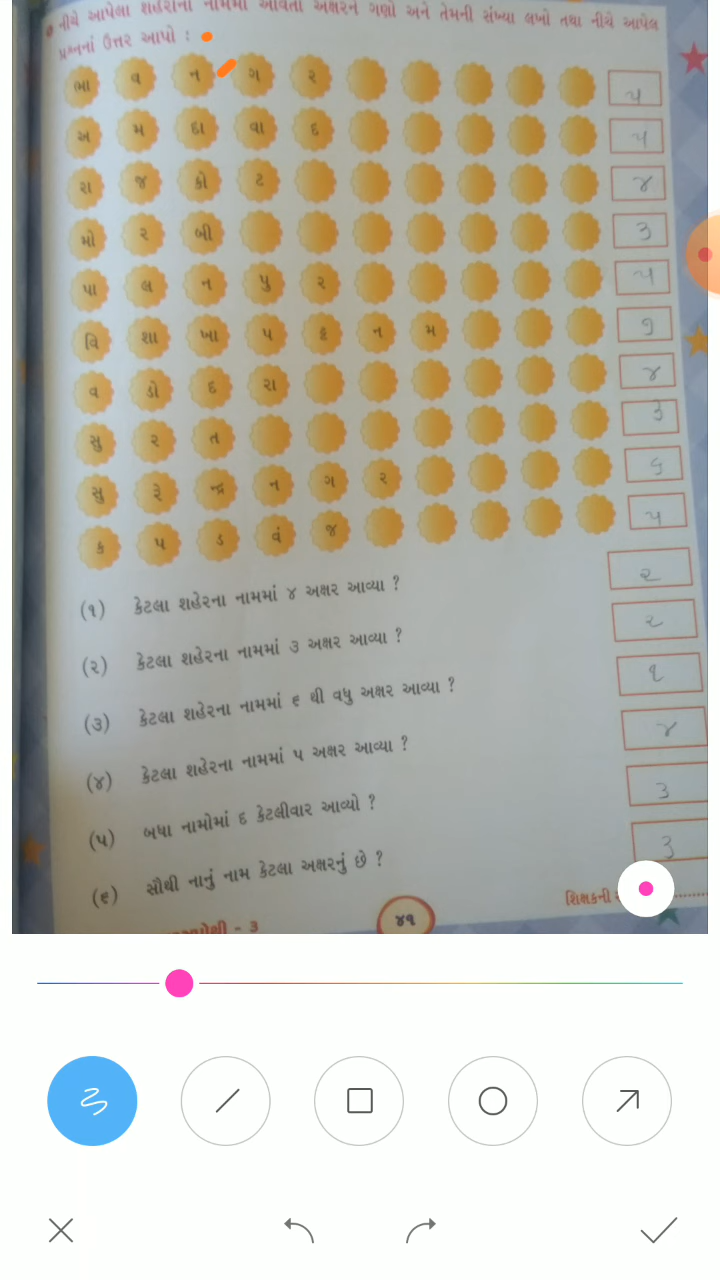 નીચે આપેલા શહેરોના નામમાં આવતા અક્ષરને ગણો અને તેમની સંખ્યા લખો તથા નીચે આપેલ
પ્રશ્નનાં ઉત્તર આપો :
ભા વ ન ગ ર ૫
અ મ દા વા દ ૫
રા જ કો ટ ૪
મો ર બી 3
પા લ ન પુ ર ૫
વિ શા ખા પ ટ્ટ ન મ ૭
વ ડો દ રા ૪
સુ ર ત 3
સુ રે ન્દ્ર ન ગ ર ૬
ક પ ડ વં જ ૫
(૧) કેટલા શહેરના નામમાં ૪ અક્ષર આવ્યા ? ૨
(૨) કેટલા શહેરના નામમાં ૩ અક્ષર આવ્યા ? ૨
(૩) કેટલા શહેરના નામમાં ૬ થી વધુ અક્ષર આવ્યા ? ૧
(૪) કેટલા શહેરના નામમાં ૫ અક્ષર આવ્યા ? ૪
(૫) બધા નામોમાં દ કેટલીવાર આવ્યો ? 3
(૬) સૌથી નાનું નામ કેટલા અક્ષરનું છે ? 3
શિક્ષકની
- ૩ ૪૧